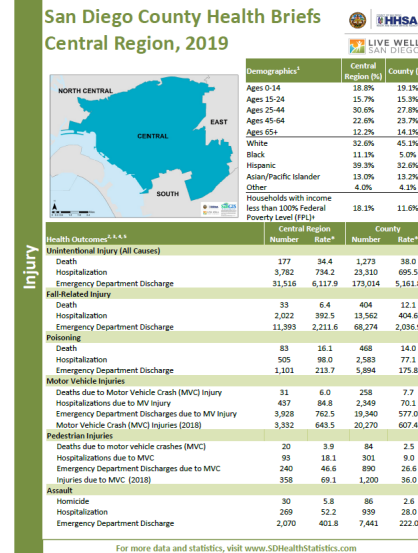 San Diego County Health Briefs
Central Region, 2019
HHSA
LIVE WELL
SAN DIEGO
Demographics¹ Central Region (%) County (
Ages 0-14 18.8% 19.1%
Ages 15-24 15.7% 15.3%
Ages 25-44 30.6% 27.8%
Ages 45-64 22.6% 23.7%
Ages 65+ 12.2% 14.1%
White 32.6% 45.1%
Black 11.1% 5.0%
Hispanic 39.3% 32.6%
Asian/Pacific Islander 13.0% 13.2%
Other 4.0% 4.1%
Households with income
less than 100% Federal 18.1% 11.6%
Poverty Level (FPL)+
NORTH CENTRAL
EAST
CENTRAL
SOUTH
Injury
Central Region County
Health Outcomes²˒ ³˒ ⁴˒ ⁵ Number Rate* Number Rate*
Unintentional Injury (All Causes)
Death 177 34.4 1,273 38.0
Hospitalization 3,782 734.2 23,310 695.5
Emergency Department Discharge 31,516 6,117.9 173,014 5,161.
Fall-Related Injury
Death 33 6.4 404 12.1
Hospitalization 2,022 392.5 13,562 404.6
Emergency Department Discharge 11,393 2,211.6 68,274 2,036.
Poisoning
Death 83 16.1 468 14.0
Hospitalization 505 98.0 2,583 77.1
Emergency Department Discharge 1,101 213.7 5,894 175.8
Motor Vehicle Injuries
Deaths due to Motor Vehicle Crash (MVC) Injury 31 6.0 258 7.7
Hospitalizations due to MV Injury 437 84.8 2,349 70.1
Emergency Department Discharges due to MV Injury 3,928 762.5 19,340 577.0
Motor Vehicle Crash (MVC) Injuries (2018) 3,332 643.5 20,270 607.4
Pedestrian Injuries
Deaths due to motor vehicle crashes (MVC) 20 3.9 84 2.5
Hospitalizations due to MVC 93 18.1 301 9.0
Emergency Department Discharges due to MVC 240 46.6 890 26.6
Injuries due to MVC (2018) 358 69.1 1,200 36.0
Assault
Homicide 30 5.8 86 2.6
Hospitalization 269 52.2 939 28.0
Emergency Department Discharge 2,070 401.8 7,441 222.0
For more data and statistics, visit www.SDHealthStatistics.com